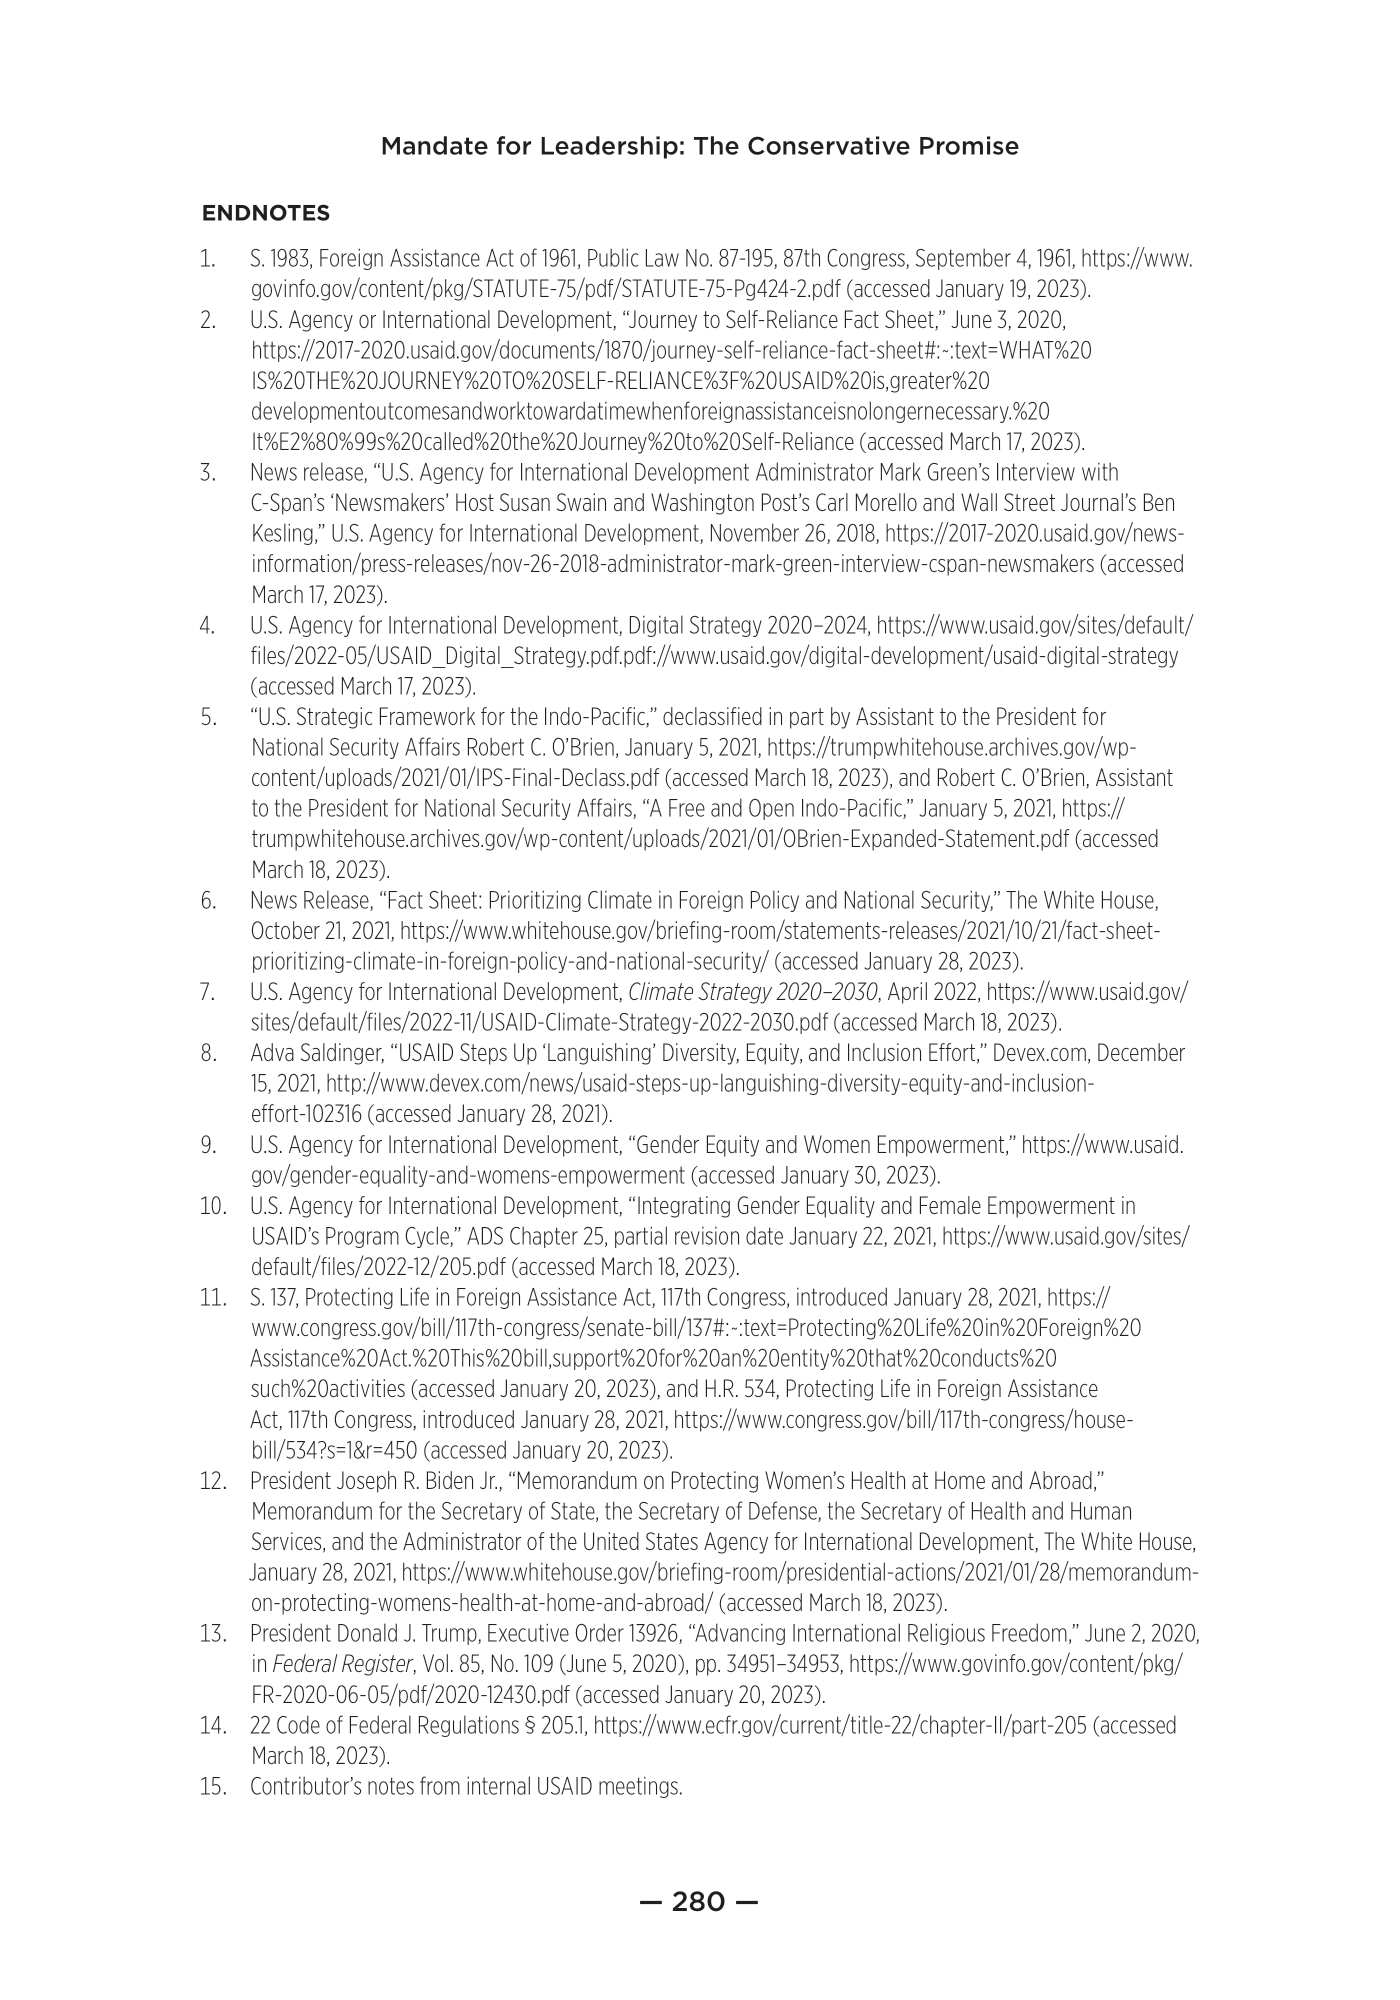 Mandate for Leadership: The Conservative Promise
ENDNOTES
1. S. 1983, Foreign Assistance Act of 1961, Public Law No. 87-195, 87th Congress, September 4, 1961, https://www.
govinfo.gov/content/pkg/STATUTE-75/pdf/STATUTE-75-Pg424-2.pdf (accessed January 19, 2023).
2. U.S. Agency or International Development, “Journey to Self-Reliance Fact Sheet,” June 3, 2020,
https://2017-2020.usaid.gov/documents/1870/journey-self-reliance-fact-sheet#:~:text=WHAT%20
IS%20THE%20JOURNEY%20TO%20SELF-RELIANCE%3F%20USAID%20is,greater%20
developmentoutcomesandworktowardatimewhenforeignassistanceisnolongernecessary.%20
It%E2%80%99s%20called%20the%20Journey%20to%20Self-Reliance (accessed March 17, 2023).
3. News release, “U.S. Agency for International Development Administrator Mark Green’s Interview with
C-Span’s ‘Newsmakers’ Host Susan Swain and Washington Post’s Carl Morello and Wall Street Journal’s Ben
Kesling,” U.S. Agency for International Development, November 26, 2018, https://2017-2020.usaid.gov/news-
information/press-releases/nov-26-2018-administrator-mark-green-interview-cspan-newsmakers (accessed
March 17, 2023).
4. U.S. Agency for International Development, Digital Strategy 2020–2024, https://www.usaid.gov/sites/default/
files/2022-05/USAID_Digital_Strategy.pdf.pdf://www.usaid.gov/digital-development/usaid-digital-strategy
(accessed March 17, 2023).
5. “U.S. Strategic Framework for the Indo-Pacific,” declassified in part by Assistant to the President for
National Security Affairs Robert C. O’Brien, January 5, 2021, https://trumpwhitehouse.archives.gov/wp-
content/uploads/2021/01/IPS-Final-Declass.pdf (accessed March 18, 2023), and Robert C. O’Brien, Assistant
to the President for National Security Affairs, “A Free and Open Indo-Pacific,” January 5, 2021, https://
trumpwhitehouse.archives.gov/wp-content/uploads/2021/01/OBrien-Expanded-Statement.pdf (accessed
March 18, 2023).
6. News Release, “Fact Sheet: Prioritizing Climate in Foreign Policy and National Security,” The White House,
October 21, 2021, https://www.whitehouse.gov/briefing-room/statements-releases/2021/10/21/fact-sheet-
prioritizing-climate-in-foreign-policy-and-national-security/ (accessed January 28, 2023).
7. U.S. Agency for International Development, Climate Strategy 2020–2030, April 2022, https://www.usaid.gov/
sites/default/files/2022-11/USAID-Climate-Strategy-2022-2030.pdf (accessed March 18, 2023).
8. Adva Saldinger, “USAID Steps Up ‘Languishing’ Diversity, Equity, and Inclusion Effort,” Devex.com, December
15, 2021, http://www.devex.com/news/usaid-steps-up-languishing-diversity-equity-and-inclusion-
effort-102316 (accessed January 28, 2021).
9. U.S. Agency for International Development, “Gender Equity and Women Empowerment,” https://www.usaid.
gov/gender-equality-and-womens-empowerment (accessed January 30, 2023).
10. U.S. Agency for International Development, “Integrating Gender Equality and Female Empowerment in
USAID’s Program Cycle,” ADS Chapter 25, partial revision date January 22, 2021, https://www.usaid.gov/sites/
default/files/2022-12/205.pdf (accessed March 18, 2023).
11. S. 137, Protecting Life in Foreign Assistance Act, 117th Congress, introduced January 28, 2021, https://
www.congress.gov/bill/117th-congress/senate-bill/137#:~:text=Protecting%20Life%20in%20Foreign%20
Assistance%20Act.%20This%20bill,support%20for%20an%20entity%20that%20conducts%20
such%20activities (accessed January 20, 2023), and H.R. 534, Protecting Life in Foreign Assistance
Act, 117th Congress, introduced January 28, 2021, https://www.congress.gov/bill/117th-congress/house-
bill/534?s=1&r=450 (accessed January 20, 2023).
12. President Joseph R. Biden Jr., “Memorandum on Protecting Women’s Health at Home and Abroad,”
Memorandum for the Secretary of State, the Secretary of Defense, the Secretary of Health and Human
Services, and the Administrator of the United States Agency for International Development, The White House,
January 28, 2021, https://www.whitehouse.gov/briefing-room/presidential-actions/2021/01/28/memorandum-
on-protecting-womens-health-at-home-and-abroad/ (accessed March 18, 2023).
13. President Donald J. Trump, Executive Order 13926, “Advancing International Religious Freedom,” June 2, 2020,
in Federal Register, Vol. 85, No. 109 (June 5, 2020), pp. 34951–34953, https://www.govinfo.gov/content/pkg/
FR-2020-06-05/pdf/2020-12430.pdf (accessed January 20, 2023).
14. 22 Code of Federal Regulations § 205.1, https://www.ecfr.gov/current/title-22/chapter-II/part-205 (accessed
March 18, 2023).
15. Contributor’s notes from internal USAID meetings.
— 280 —